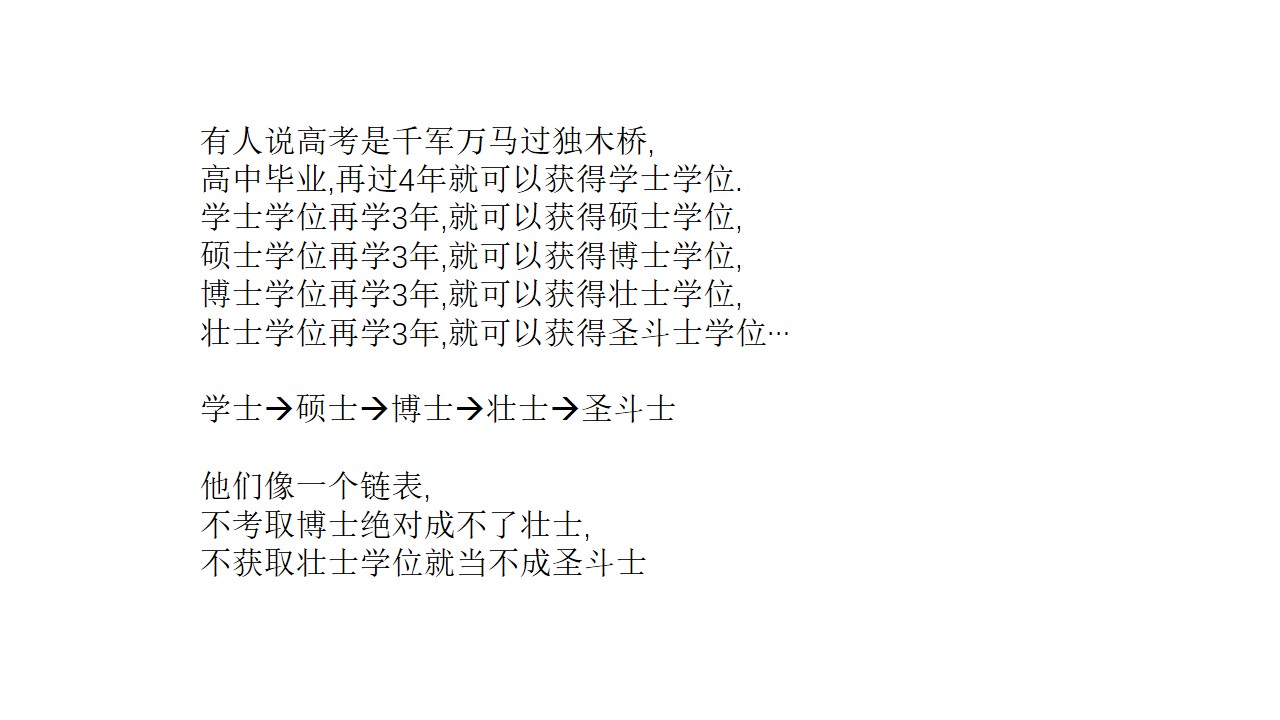 有人说高考是千军万马过独木桥,
高中毕业,再过4年就可以获得学士学位.
学士学位再学3年,就可以获得硕士学位,
硕士学位再学3年,就可以获得博士学位,
博士学位再学3年,就可以获得壮士学位,
壮士学位再学3年,就可以获得圣斗士学位…
学士→硕士→博士→壮士→圣斗士
他们像一个链表,
不考取博士绝对成不了壮士,
不获取壮士学位就当不成圣斗士